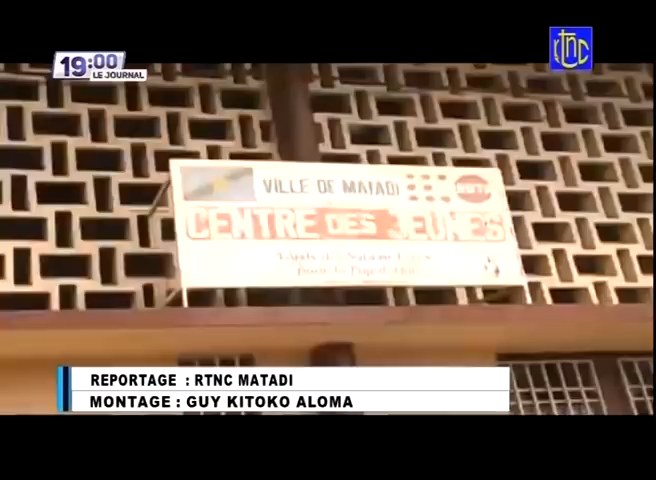 19:00
LE JOURNAL
rtnc
VILLE DE MATADI
CENTRE DES JEUNES
REPORTAGE : RTNC MATADI
MONTAGE : GUY KITOKO ALOMA